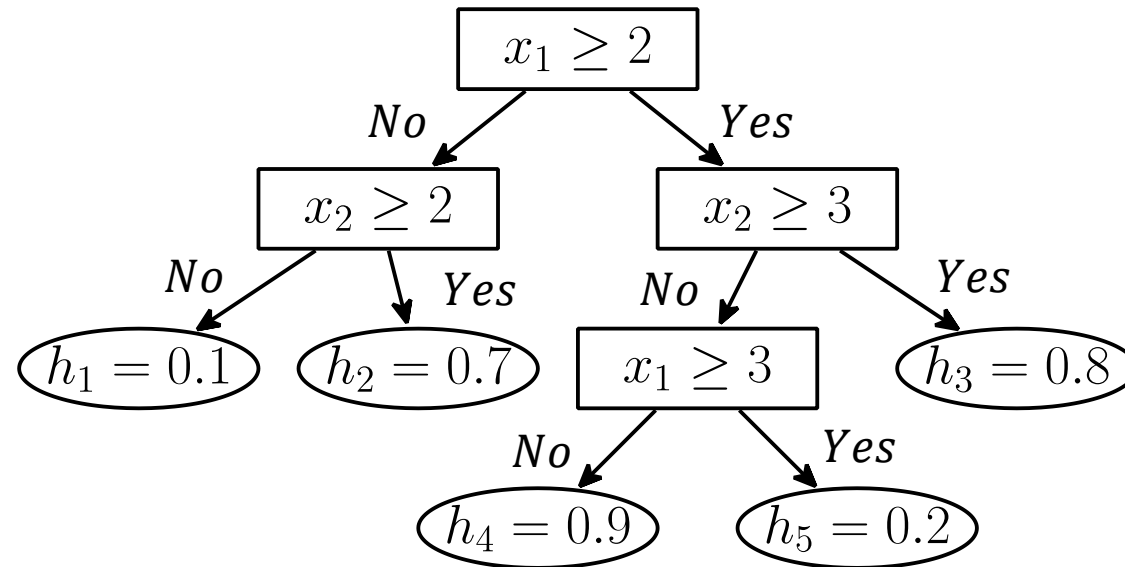 x₁ ≥ 2
No Yes
x₂ ≥ 2 x₂ ≥ 3
No Yes No Yes
h₁ = 0.1 h₂ = 0.7 x₁ ≥ 3 h₃ = 0.8
No Yes
h₄ = 0.9 h₅ = 0.2